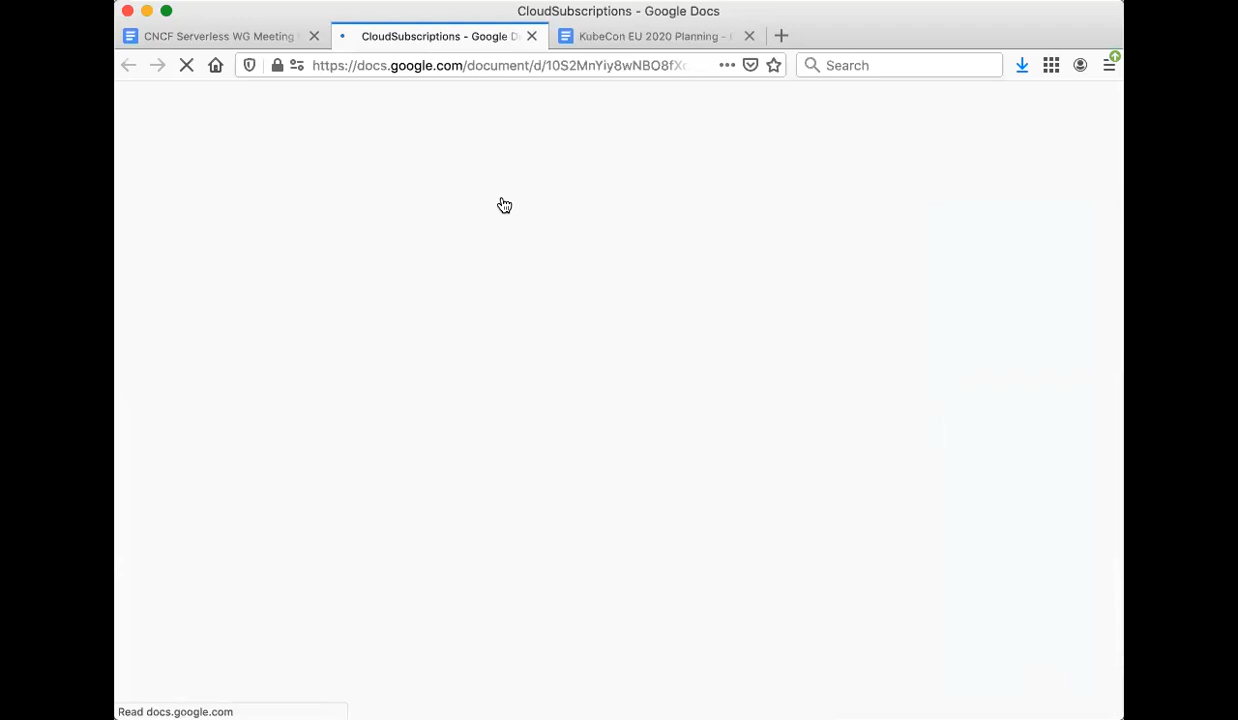 CloudSubscriptions - Google Docs
CNCF Serverless WG Meeting
CloudSubscriptions - Google D
KubeCon EU 2020 Planning -
https://docs.google.com/document/d/10S2MnYiy8wNBO8fX
Search
Read docs.google.com